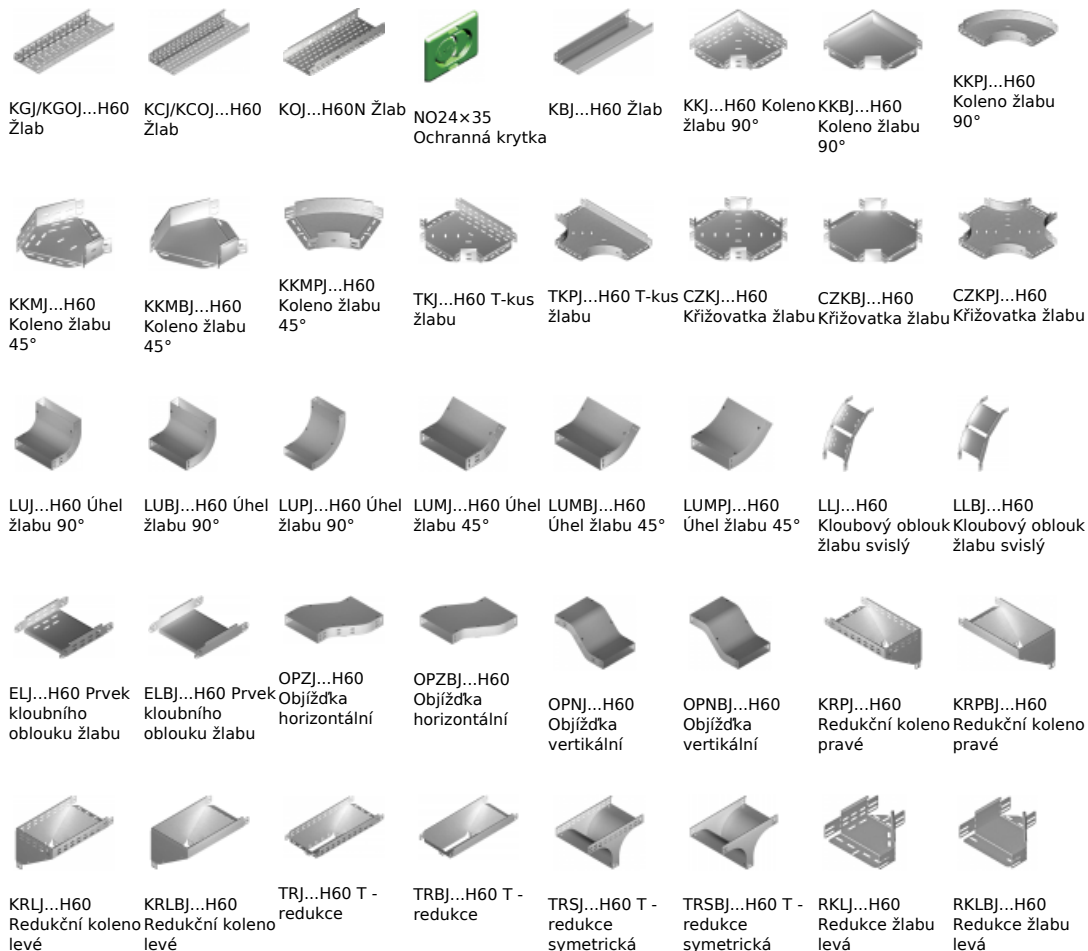 KGJ/KGOJ...H60
Žlab
KCJ/KCOJ...H60
Žlab
KOJ...H60N Žlab
NO24×35
Ochranná krytka
KBJ...H60 Žlab
KKJ...H60 Koleno
žlabu 90°
KKBJ...H60
Koleno žlabu
90°
KKPJ...H60
Koleno žlabu
90°
KKMJ...H60
Koleno žlabu
45°
KKMBJ...H60
Koleno žlabu
45°
KKMPJ...H60
Koleno žlabu
45°
TKJ...H60 T-kus
žlabu
TKPJ...H60 T-kus
žlabu
CZKJ...H60
Křižovatka žlabu
CZKBJ...H60
Křižovatka žlabu
CZKPJ...H60
Křižovatka žlabu
LUJ...H60 Úhel
žlabu 90°
LUBJ...H60 Úhel
žlabu 90°
LUPJ...H60 Úhel
žlabu 90°
LUMJ...H60 Úhel
žlabu 45°
LUMBJ...H60
Úhel žlabu 45°
LUMPJ...H60
Úhel žlabu 45°
LLJ...H60
Kloubový oblouk
žlabu svislý
LLBJ...H60
Kloubový oblouk
žlabu svislý
ELJ...H60 Prvek
kloubního
oblouku žlabu
ELBJ...H60 Prvek
kloubního
oblouku žlabu
OPZJ...H60
Objížďka
horizontální
OPZBJ...H60
Objížďka
horizontální
OPNJ...H60
Objížďka
vertikální
OPNBJ...H60
Objížďka
vertikální
KRPJ...H60
Redukční koleno
pravé
KRPBJ...H60
Redukční koleno
pravé
KRLJ...H60
Redukční koleno
levé
KRLBJ...H60
Redukční koleno
levé
TRJ...H60 T -
redukce
TRBJ...H60 T -
redukce
TRSJ...H60 T -
redukce
symetrická
TRSBJ...H60 T -
redukce
symetrická
RKLJ...H60
Redukce žlabu
levá
RKLBJ...H60
Redukce žlabu
levá